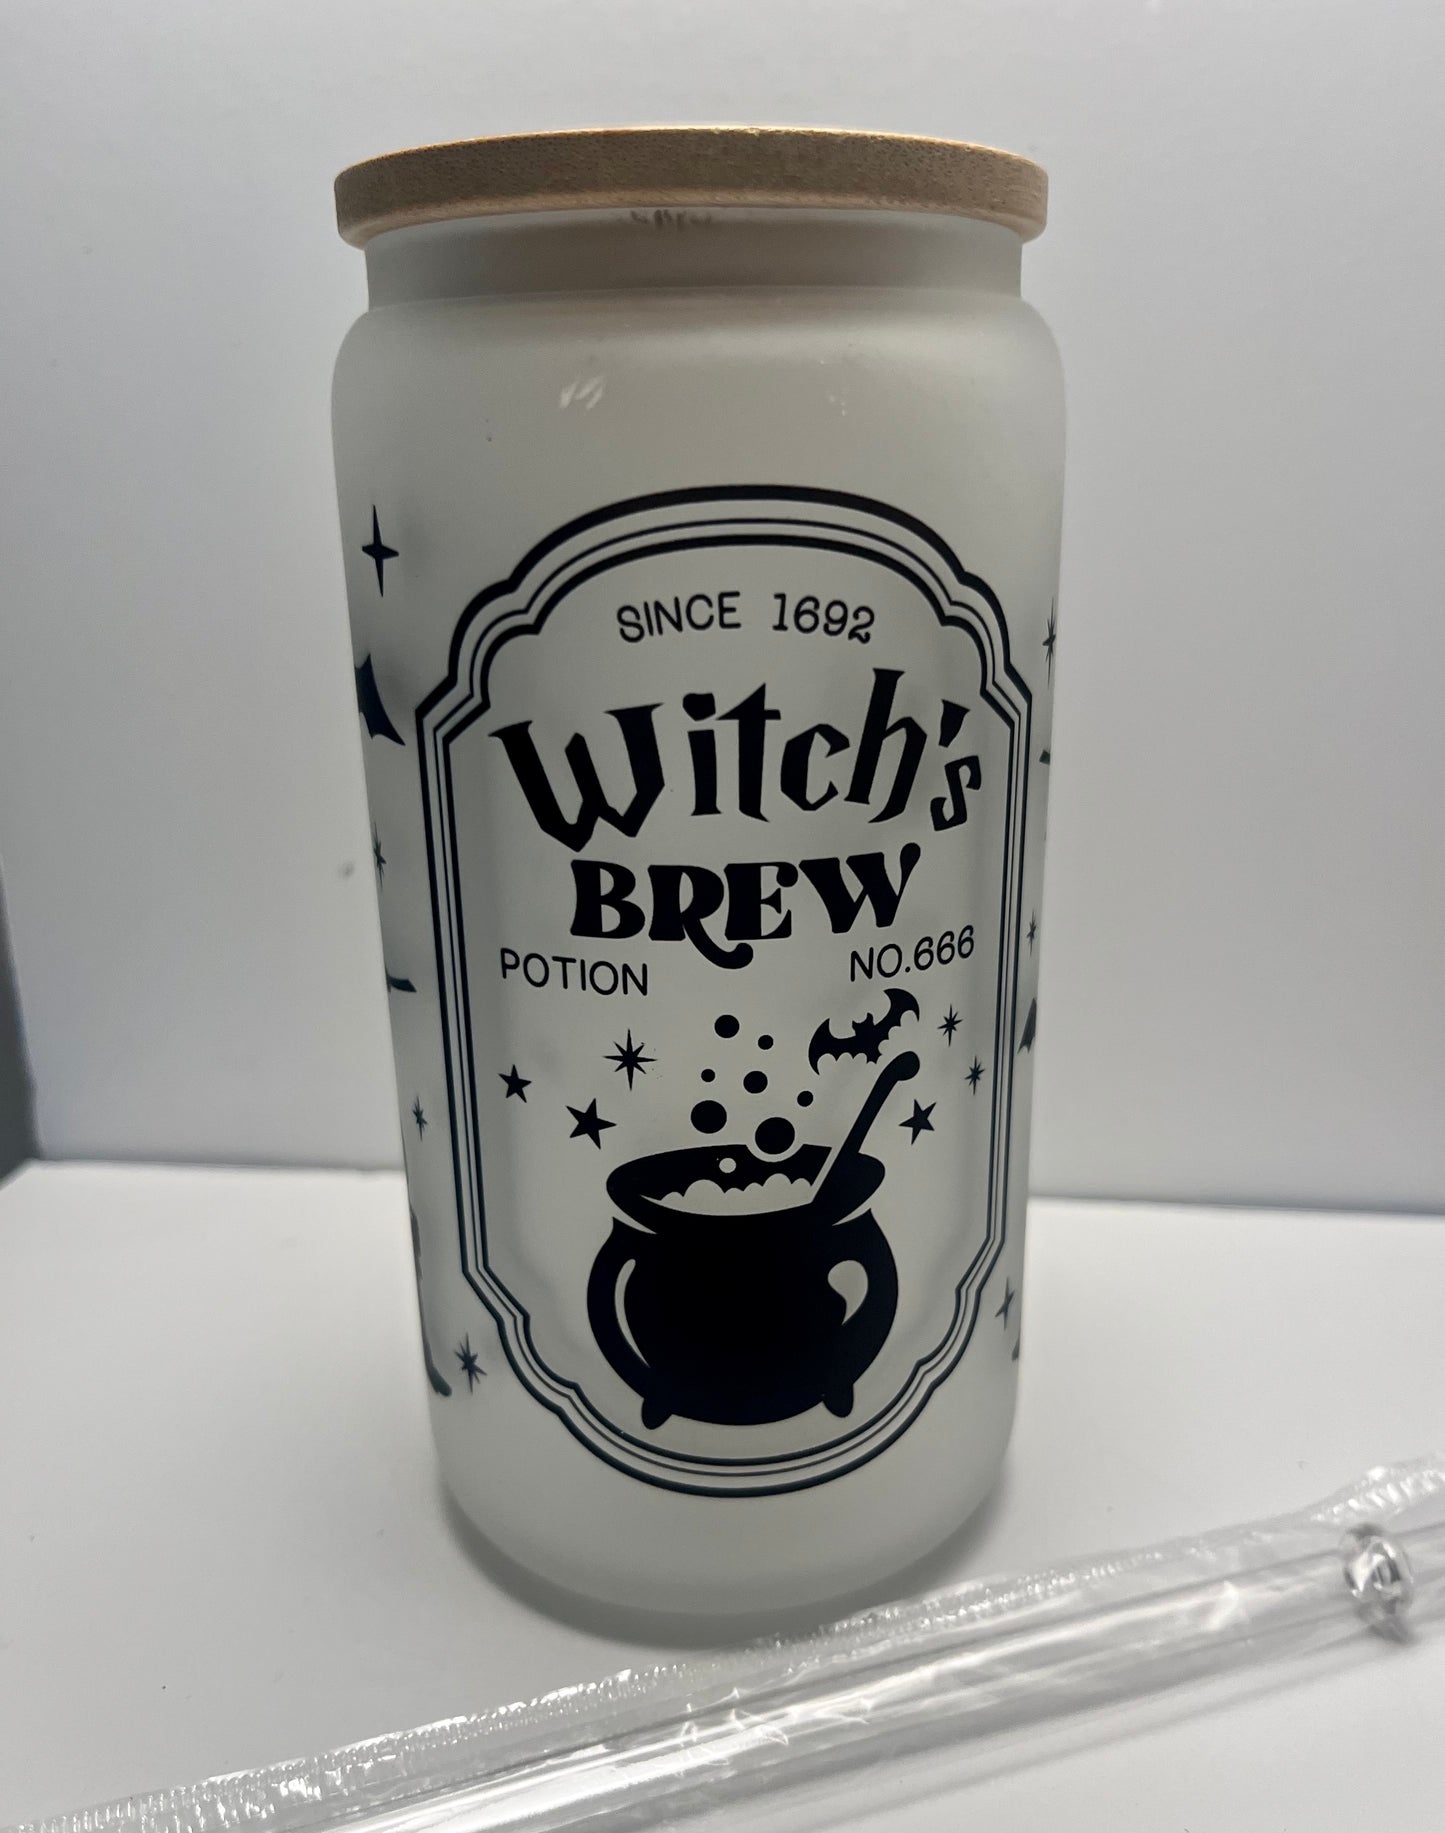 SINCE 1692
Witch's
BREW
POTION NO.666